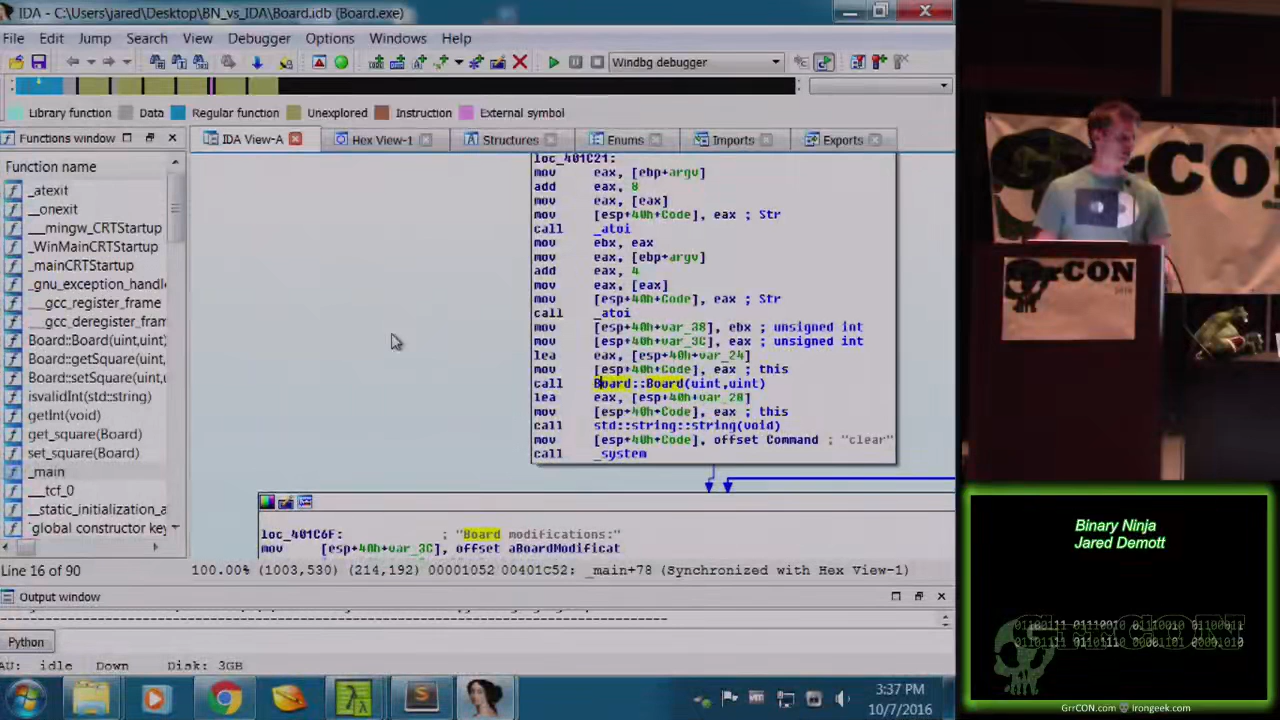 IDA - C:\Users\jared\Desktop\BN_vs_IDA\Board.idb (Board.exe)
File Edit Jump Search View Debugger Options Windows Help
Windbg debugger
Library function Data Regular function Unexplored Instruction External symbol
Functions window
IDA View-A Hex View-1 Structures Enums Imports Exports
Function name
_atexit
__onexit
__mingw_CRTStartup
_WinMainCRTStartup
_mainCRTStartup
_gnu_exception_handle
___gcc_register_frame
___gcc_deregister_fram
Board::Board(uint,uint)
Board::getSquare(uint,
Board::setSquare(uint,u
isvalidInt(std::string)
getInt(void)
get_square(Board)
set_square(Board)
_main
___tcf_0
__static_initialization_a
`global constructor key
Line 16 of 90
loc_401C21:
mov eax, [ebp+argv]
add eax, 8
mov eax, [eax]
mov [esp+40h+Code], eax ; Str
call _atoi
mov ebx, eax
mov eax, [ebp+argv]
add eax, 4
mov eax, [eax]
mov [esp+40h+Code], eax ; Str
call _atoi
mov [esp+40h+var_38], ebx ; unsigned int
mov [esp+40h+var_3C], eax ; unsigned int
lea eax, [esp+40h+var_24]
mov [esp+40h+Code], eax ; this
call Board::Board(uint,uint)
lea eax, [esp+40h+var_28]
mov [esp+40h+Code], eax ; this
call std::string::string(void)
mov [esp+40h+Code], offset Command ; "clear"
call _system
loc_401C6F: ; "Board modifications:"
mov [esp+40h+var_3C], offset aBoardModificat
100.00% (1003,530) (214,192) 00001052 00401C52: _main+78 (Synchronized with Hex View-1)
Output window
Python
AU: idle Down Disk: 3GB
3:37 PM
10/7/2016
GrrCON
GrrCON
Binary Ninja
Jared Demott
GrrCON
GrrCON.com irongeek.com